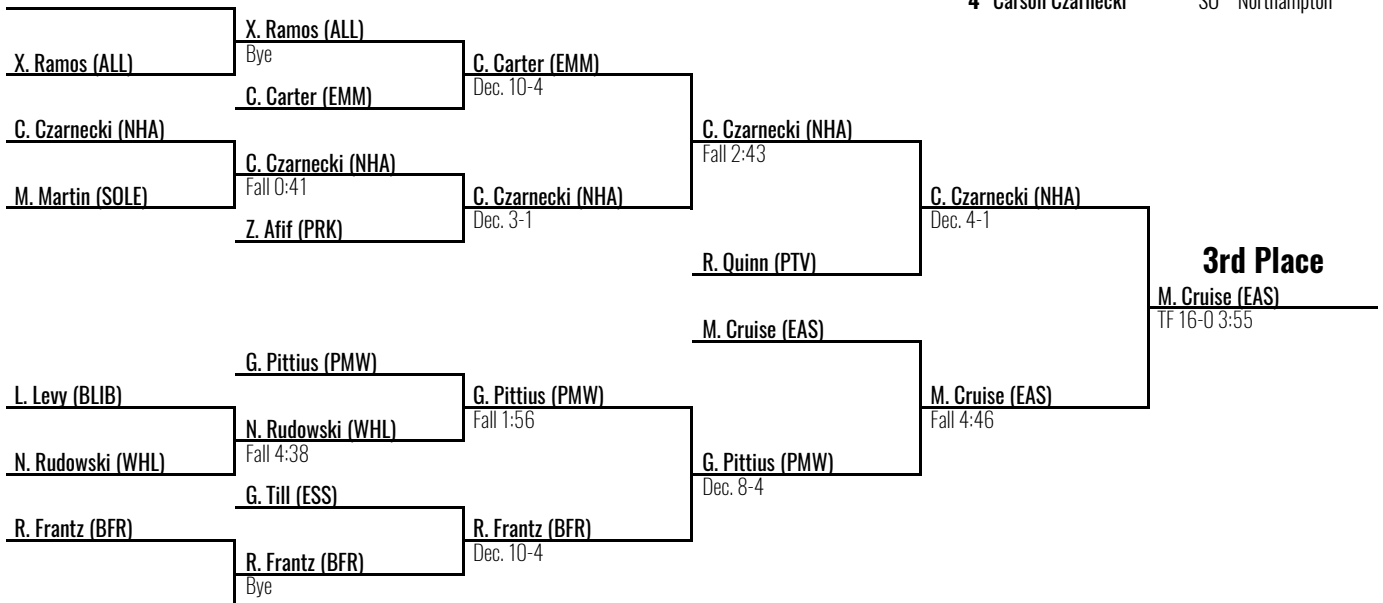 4 Carson Czarnecki SO Northampton
X. Ramos (ALL)
Bye
X. Ramos (ALL)
C. Carter (EMM)
Dec. 10-4
C. Carter (EMM)
C. Czarnecki (NHA)
C. Czarnecki (NHA)
Fall 2:43
C. Czarnecki (NHA)
Fall 0:41
M. Martin (SOLE)
C. Czarnecki (NHA)
Dec. 3-1
C. Czarnecki (NHA)
Dec. 4-1
Z. Afif (PRK)
R. Quinn (PTV)
3rd Place
M. Cruise (EAS)
TF 16-0 3:55
M. Cruise (EAS)
G. Pittius (PMW)
L. Levy (BLIB)
G. Pittius (PMW)
Fall 1:56
M. Cruise (EAS)
Fall 4:46
N. Rudowski (WHL)
Fall 4:38
N. Rudowski (WHL)
G. Pittius (PMW)
Dec. 8-4
G. Till (ESS)
R. Frantz (BFR)
R. Frantz (BFR)
Dec. 10-4
R. Frantz (BFR)
Bye